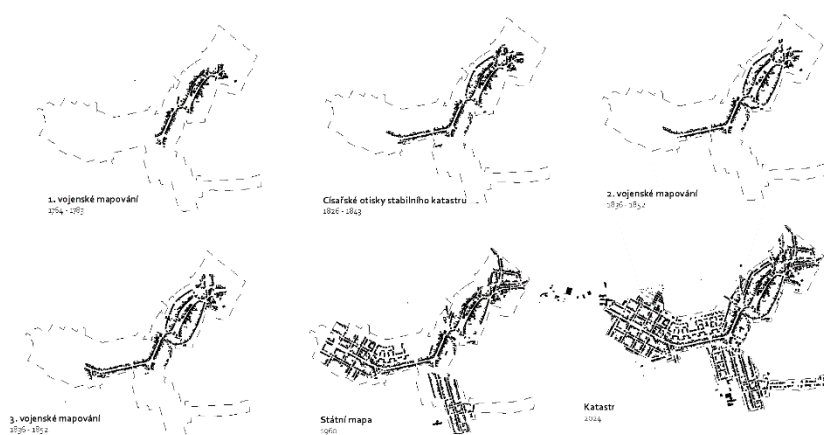 1. vojenské mapování
1764 - 1783
Císařské otisky stabilního katastru
1826 - 1843
2. vojenské mapování
1836 - 1852
3. vojenské mapování
1836 - 1852
Státní mapa
1960
Katastr
2024